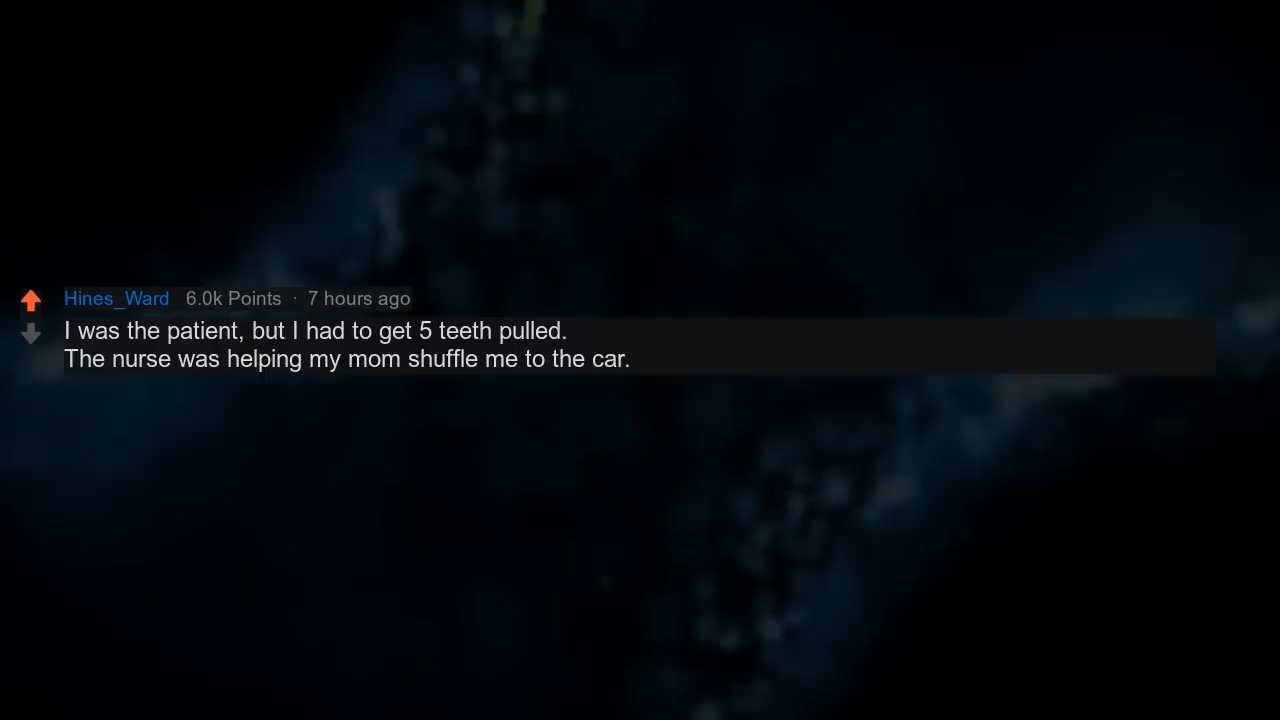 Hines_Ward 6.0k Points · 7 hours ago
I was the patient, but I had to get 5 teeth pulled.
The nurse was helping my mom shuffle me to the car.